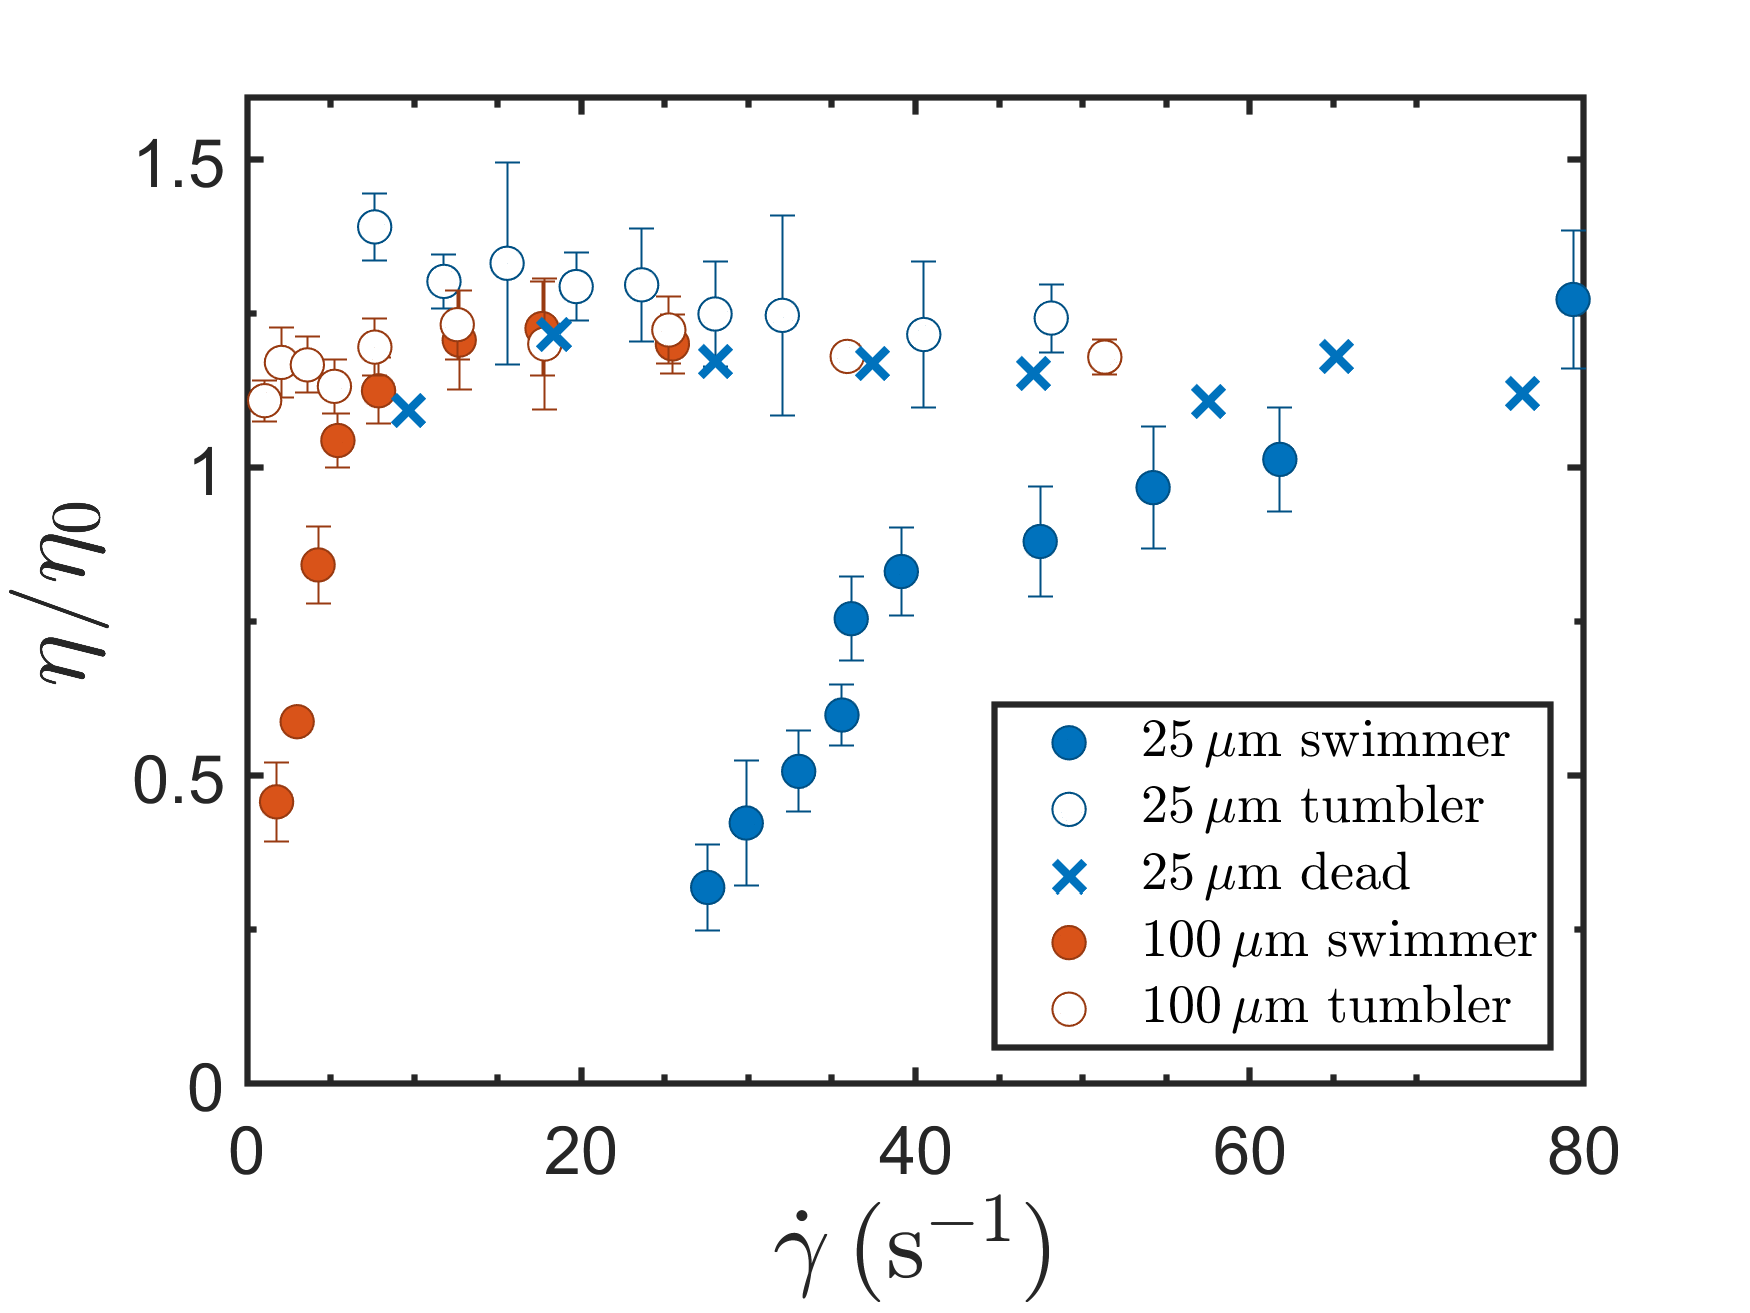 1.5
1
0.5
0
η/η₀
0 20 40 60 80
γ̇ (s⁻¹)
25 μm swimmer
25 μm tumbler
25 μm dead
100 μm swimmer
100 μm tumbler